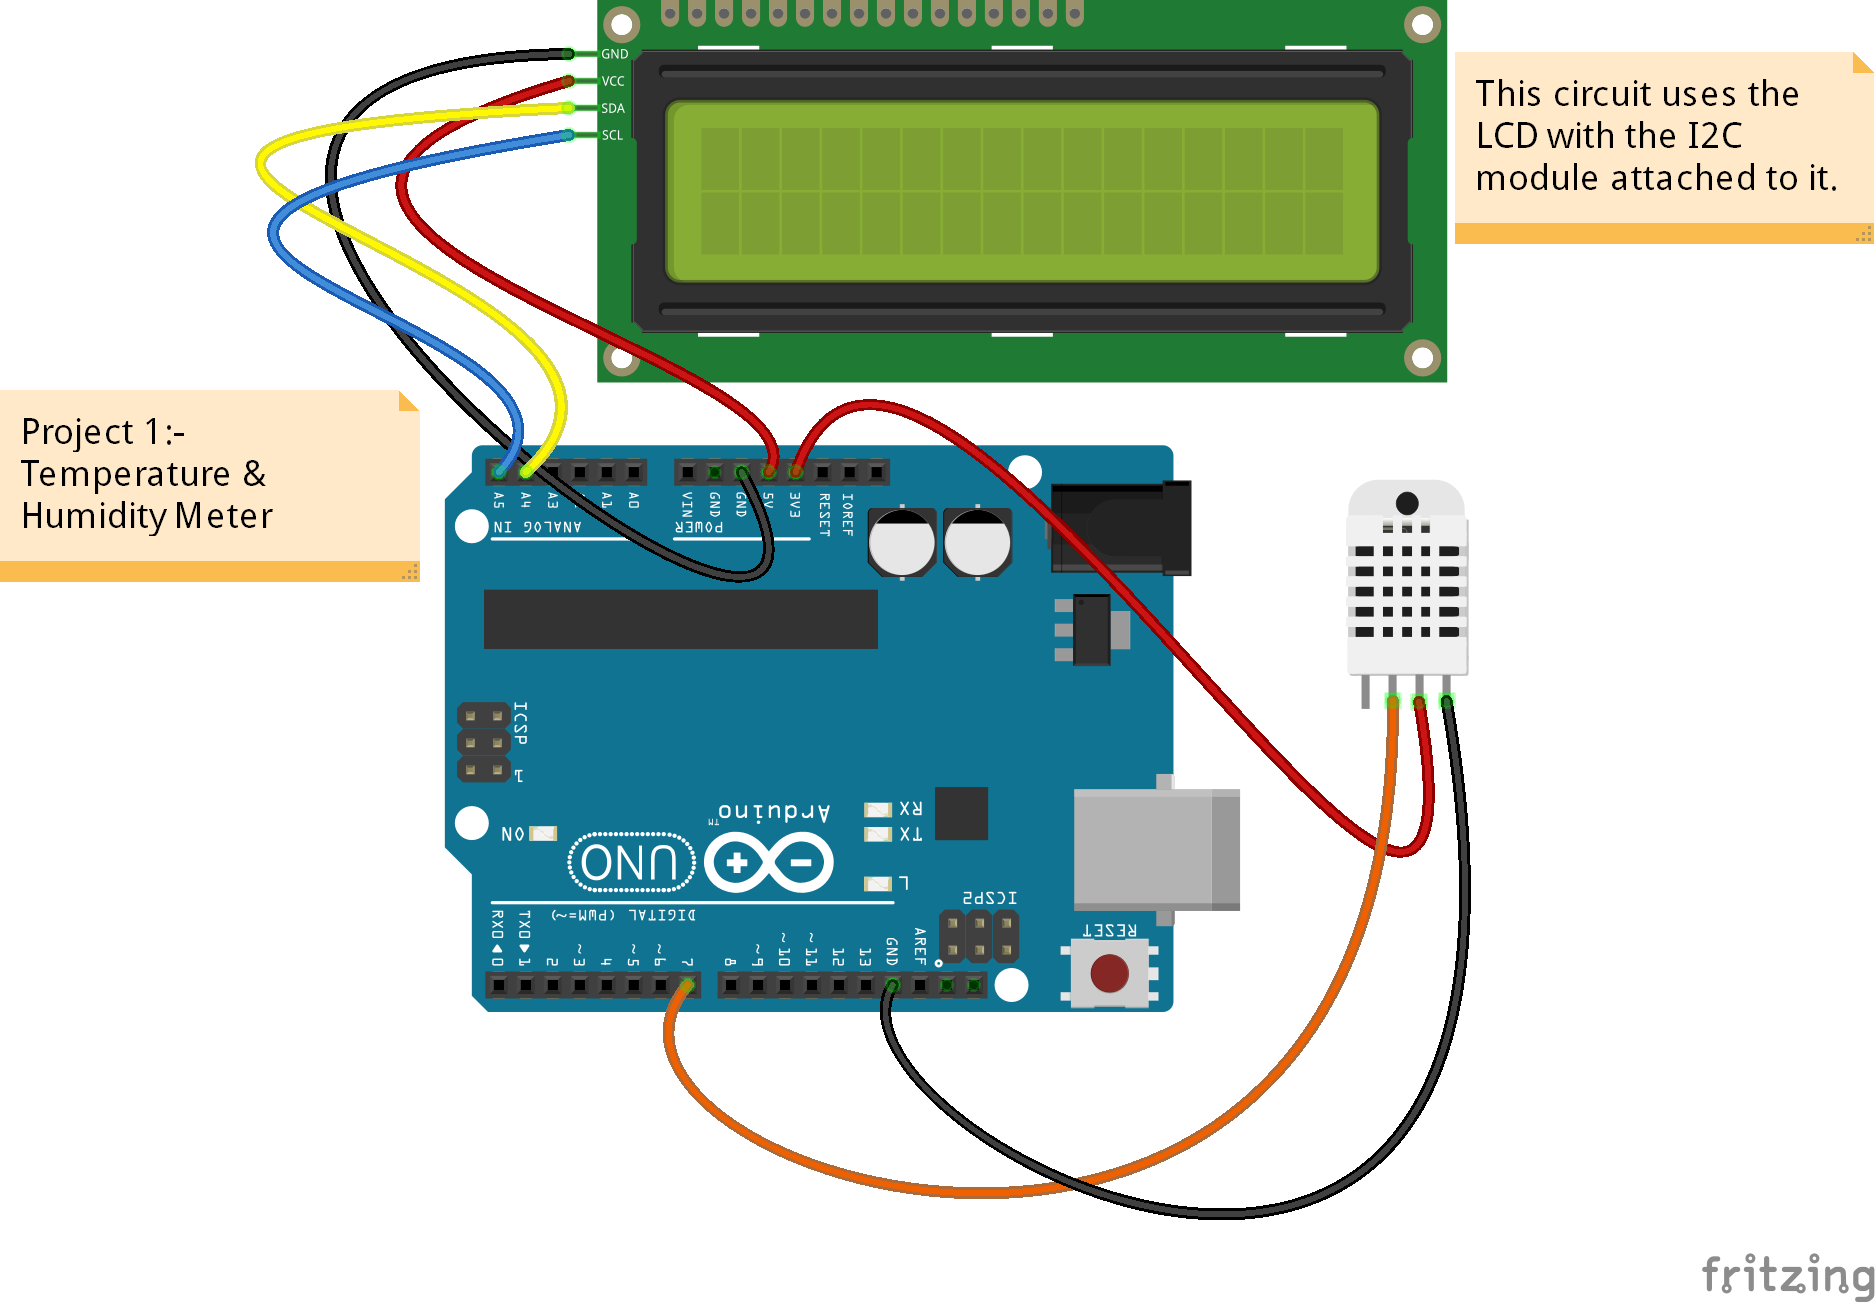 GND
VCC
SDA
SCL
This circuit uses the
LCD with the I2C
module attached to it.
Project 1:-
Temperature &
Humidity Meter
A5
A4
A3
A1
A0
ANALOG IN
VIN
GND
GND
5V
3V3
RESET
IOREF
POWER
ICSP
1
ON
UNO
Arduino
TM
RX
TX
L
ICSP2
RESET
DIGITAL (PWM=~)
RX0 ◄ 0
TX0 ► 1
2
~3
4
~5
~6
7
8
~9
~10
~11
12
13
GND
AREF
fritzing